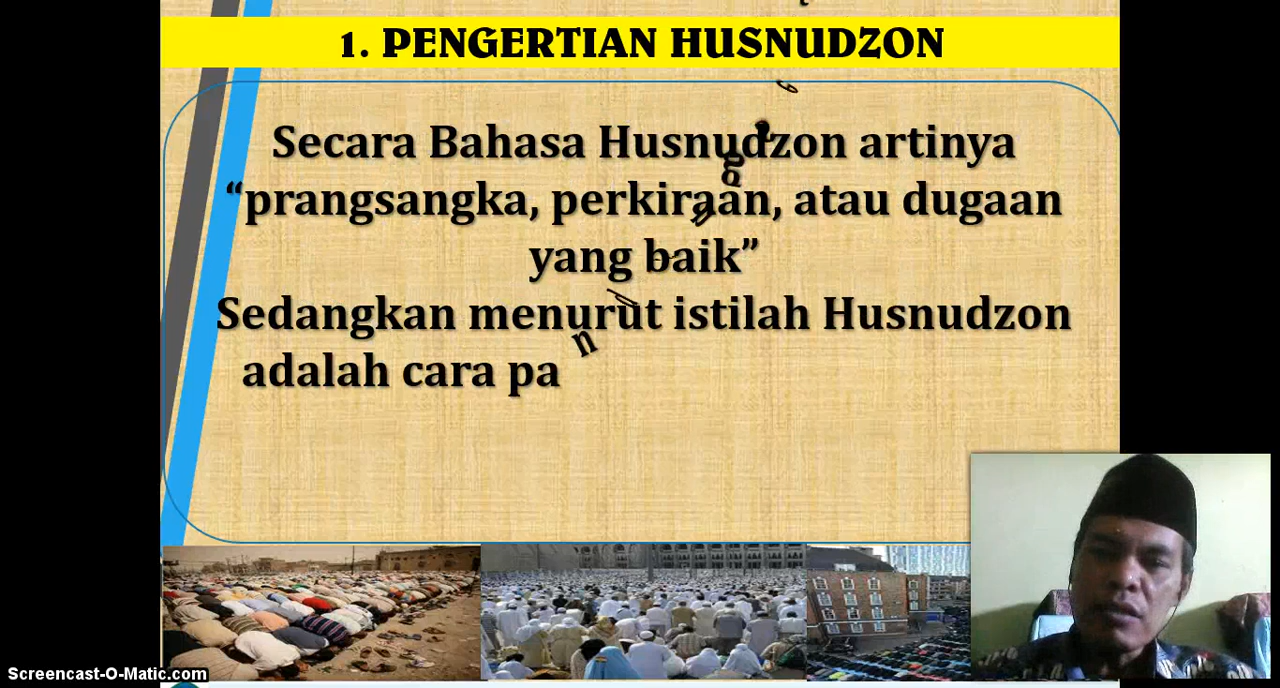 1. PENGERTIAN HUSNUDZON
Secara Bahasa Husnudzon artinya
“prangsangka, perkiraan, atau dugaan
yang baik”
Sedangkan menurut istilah Husnudzon
adalah cara pan
Screencast-O-Matic.com